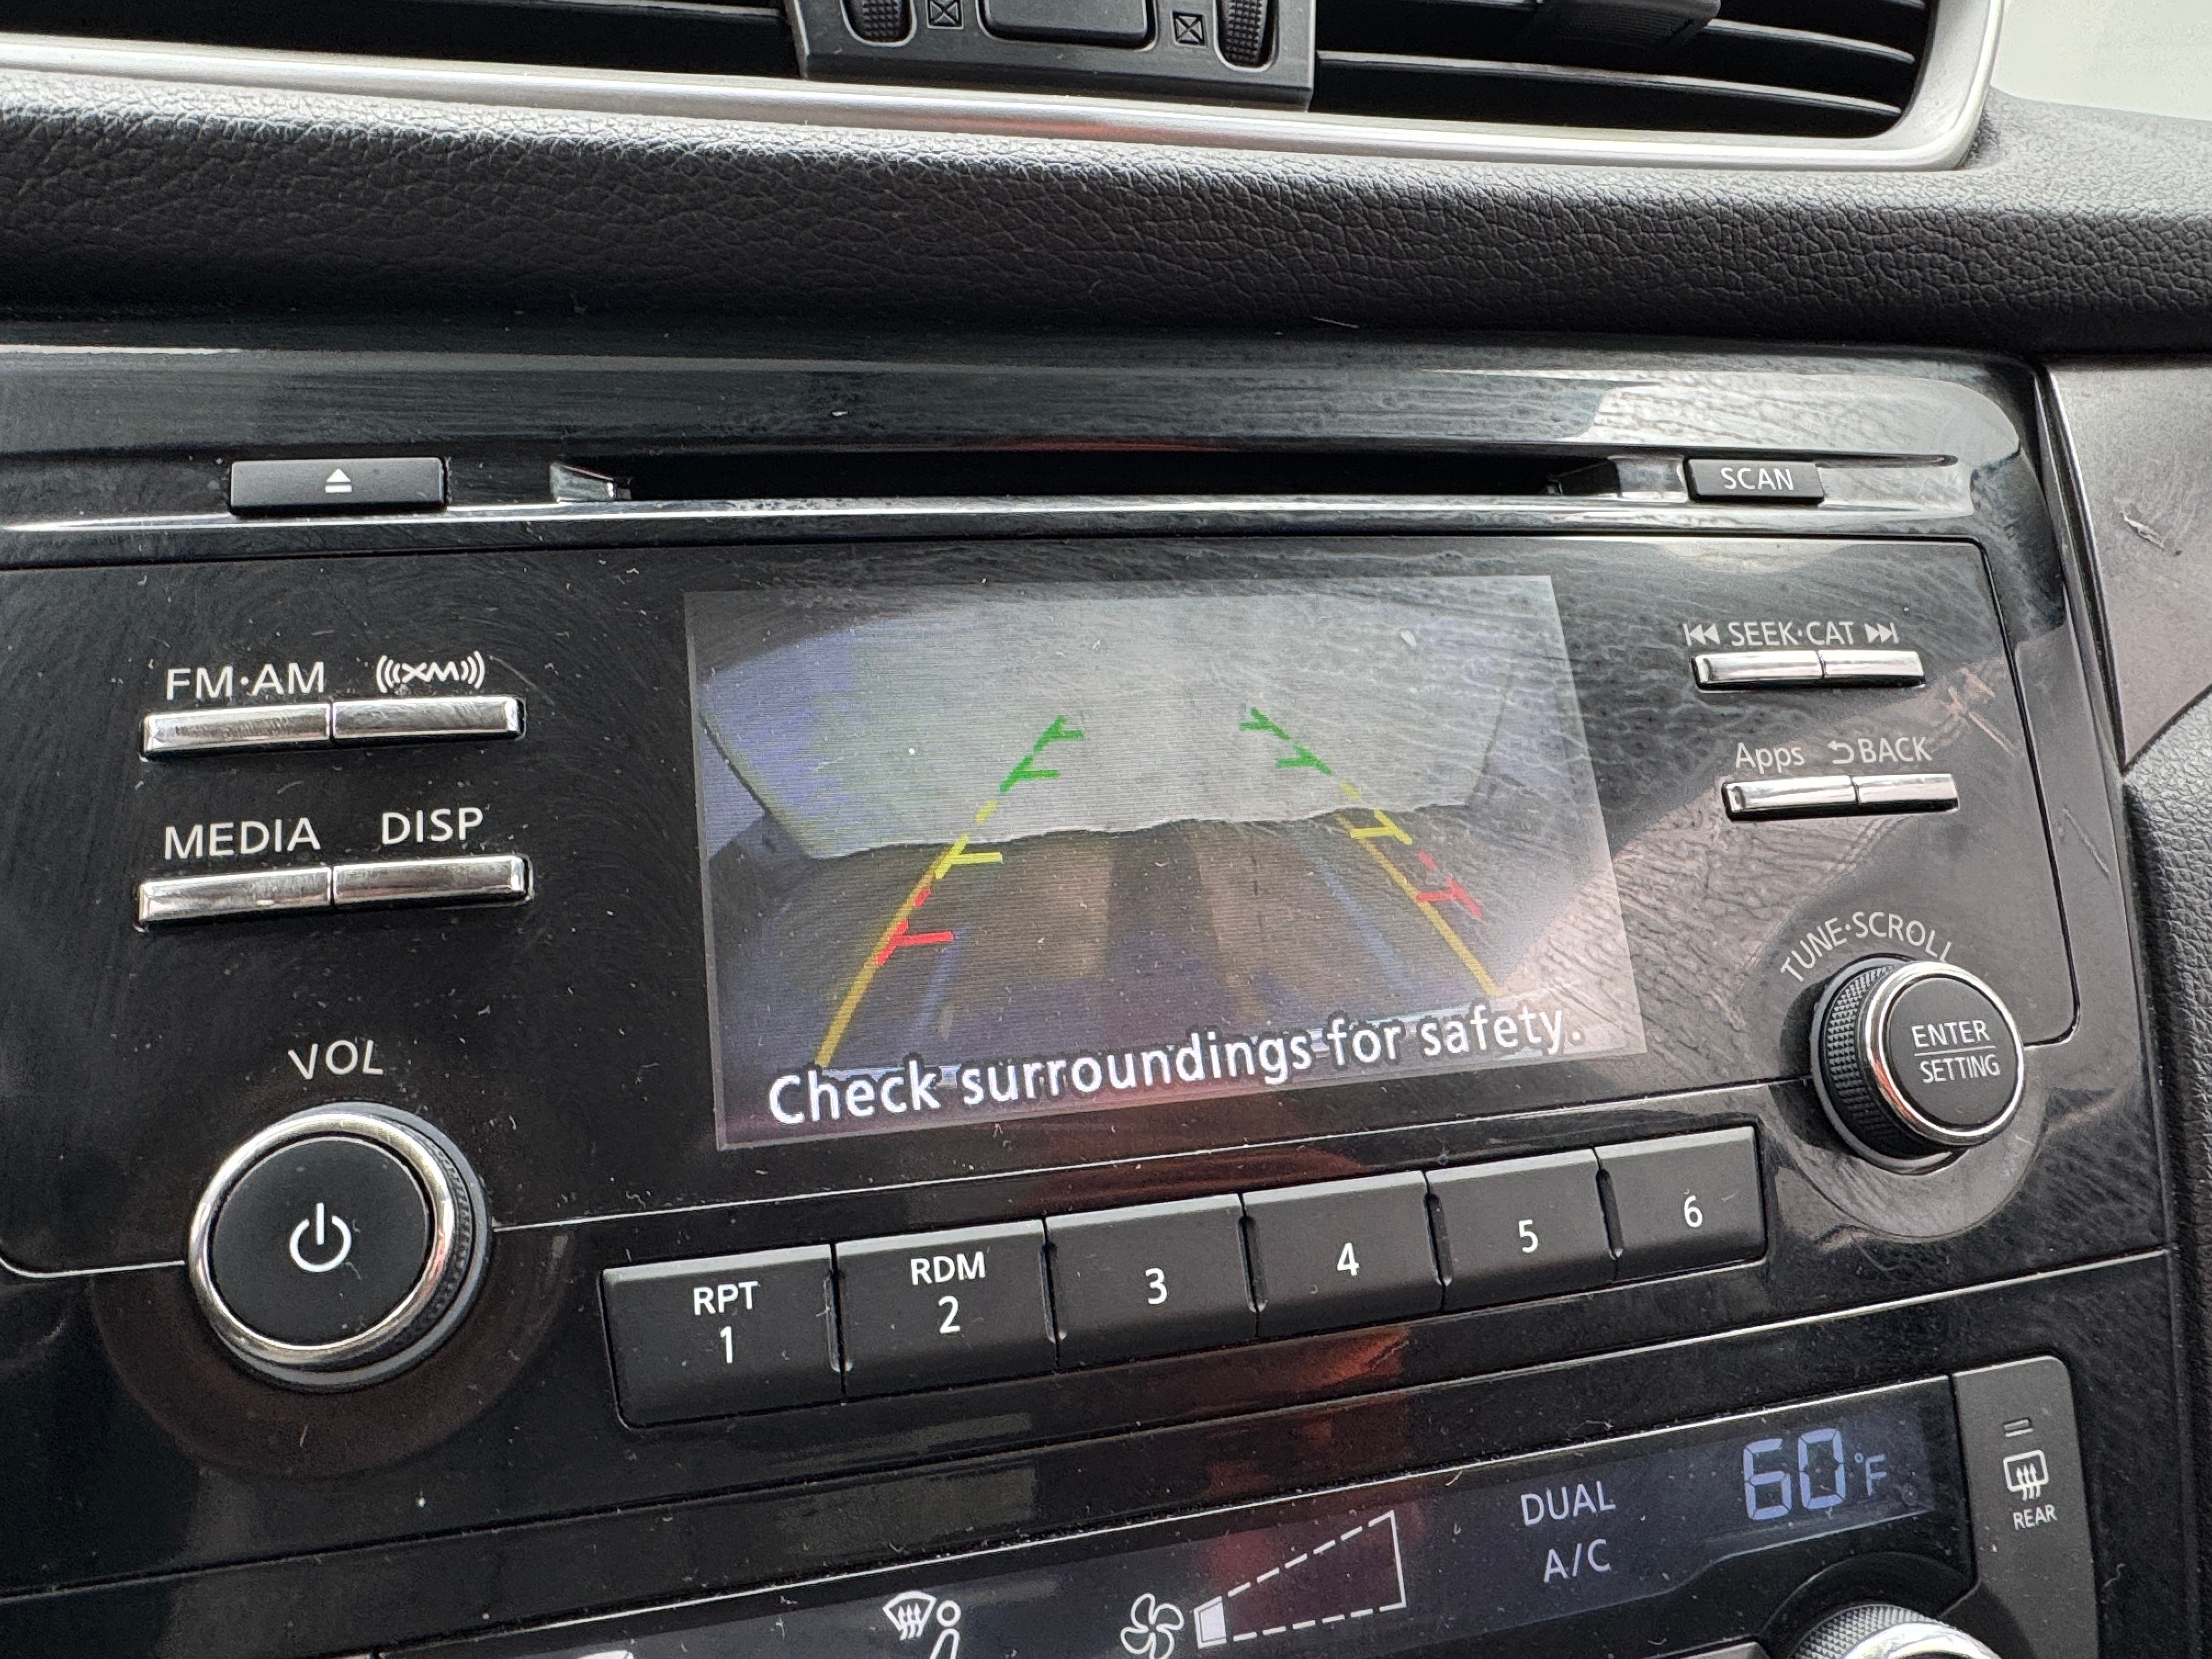 SCAN
FM·AM XM
SEEK·CAT
Apps BACK
MEDIA DISP
TUNE·SCROLL
ENTER
SETTING
Check surroundings for safety.
VOL
RPT
1
RDM
2
3
4
5
6
DUAL
A/C
60°F
REAR